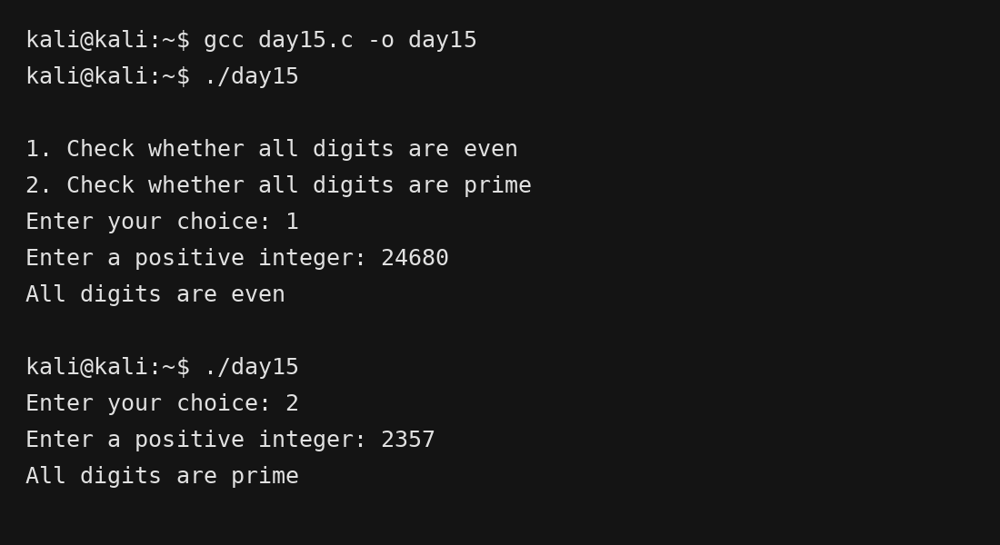 kali@kali:~$ gcc day15.c -o day15
kali@kali:~$ ./day15
1. Check whether all digits are even
2. Check whether all digits are prime
Enter your choice: 1
Enter a positive integer: 24680
All digits are even
kali@kali:~$ ./day15
Enter your choice: 2
Enter a positive integer: 2357
All digits are prime